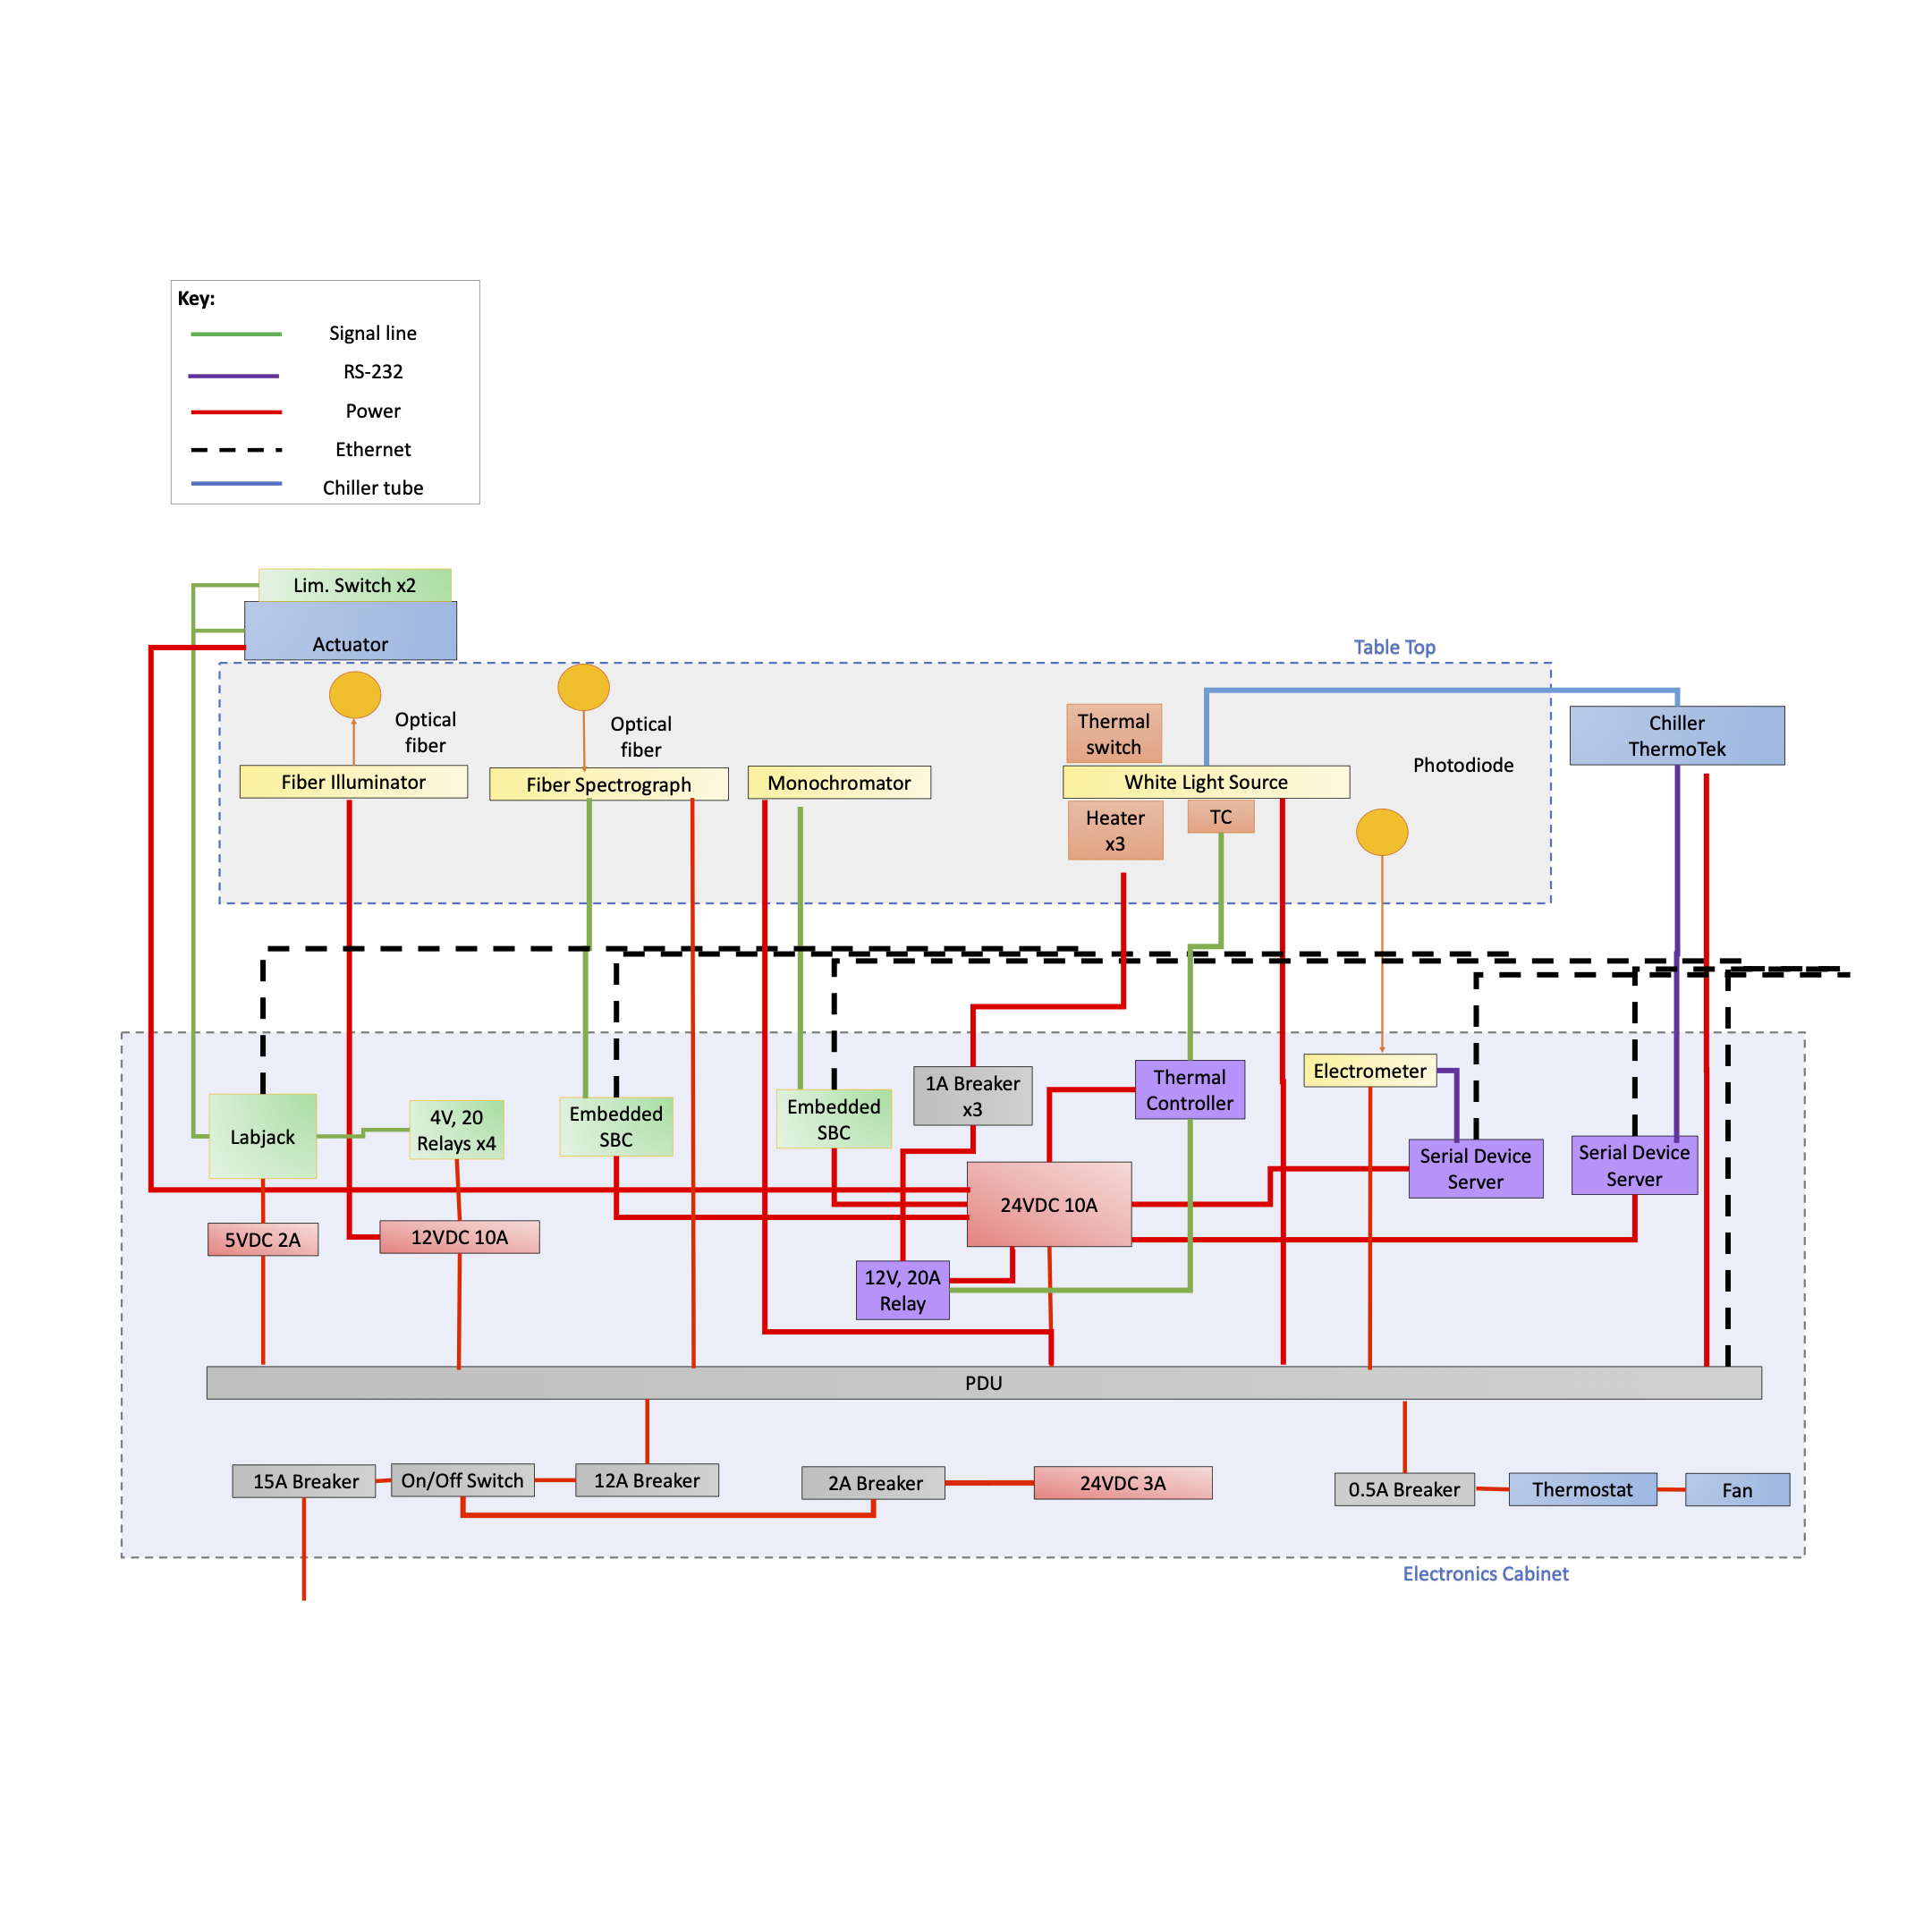 Key:
Signal line
RS-232
Power
Ethernet
Chiller tube
Lim. Switch x2
Actuator
Table Top
Optical
fiber
Optical
fiber
Thermal
switch
Chiller
ThermoTek
Fiber Illuminator
Fiber Spectrograph
Monochromator
White Light Source
Photodiode
Heater
x3
TC
Labjack
4V, 20
Relays x4
Embedded
SBC
Embedded
SBC
1A Breaker
x3
Thermal
Controller
Electrometer
Serial Device
Server
Serial Device
Server
5VDC 2A
12VDC 10A
24VDC 10A
12V, 20A
Relay
PDU
15A Breaker
On/Off Switch
12A Breaker
2A Breaker
24VDC 3A
0.5A Breaker
Thermostat
Fan
Electronics Cabinet